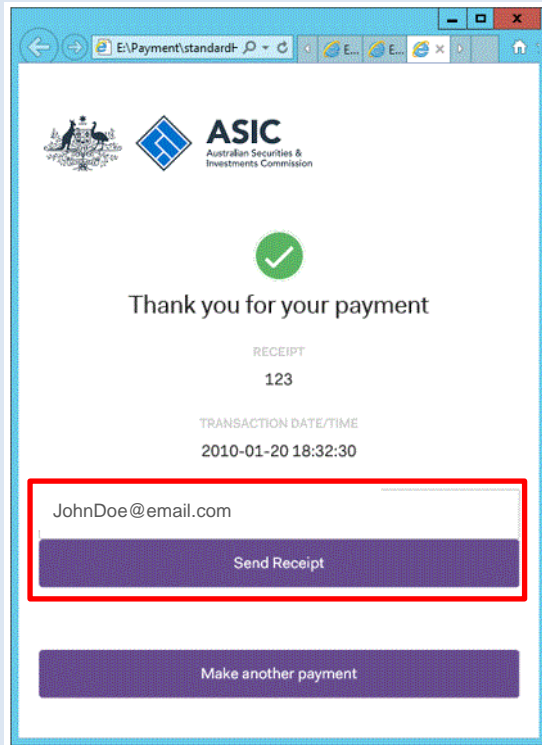 E:\Payment\standardH
E...
E...
ASIC
Australian Securities &
Investments Commission
Thank you for your payment
RECEIPT
123
TRANSACTION DATE/TIME
2010-01-20 18:32:30
JohnDoe@email.com
Send Receipt
Make another payment